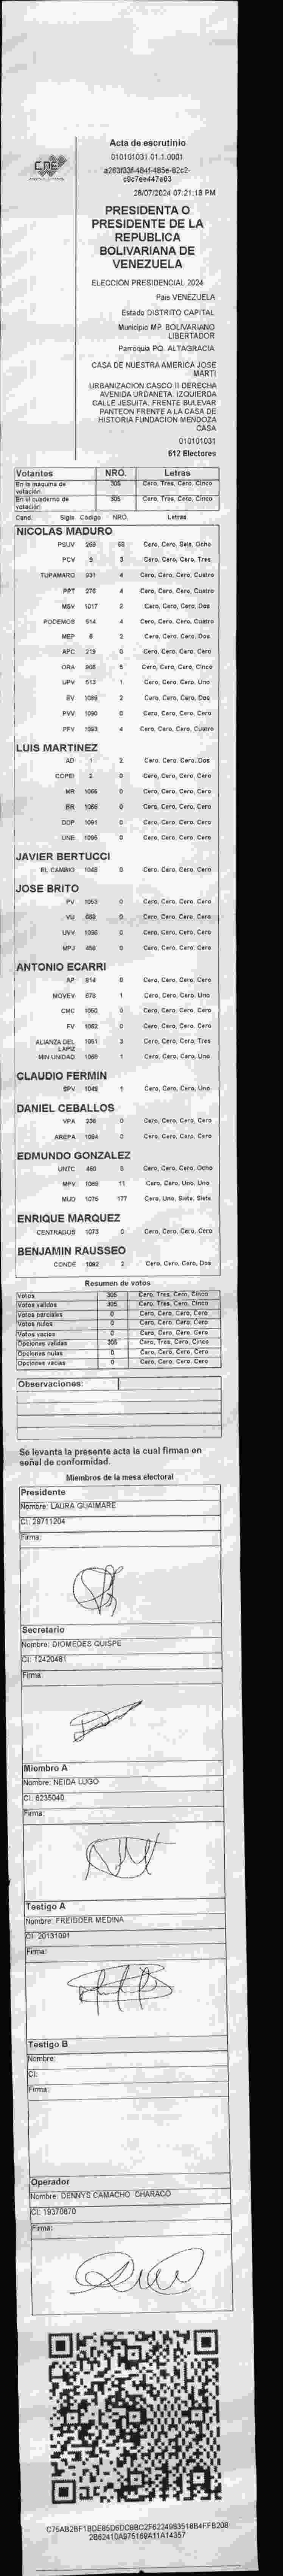 CNE
Acta de escrutinio
010101031.01.1.0001
a263f33f-484f-485e-82c2-
c9c7ee447e63
28/07/2024 07:21:18 PM
PRESIDENTA O
PRESIDENTE DE LA
REPUBLICA
BOLIVARIANA DE
VENEZUELA
ELECCIÓN PRESIDENCIAL 2024
Pais VENEZUELA
Estado DISTRITO CAPITAL
Municipio MP. BOLIVARIANO
LIBERTADOR
Parroquia PQ. ALTAGRACIA
CASA DE NUESTRA AMERICA JOSE
MARTI
URBANIZACION CASCO II DERECHA
AVENIDA URDANETA. IZQUIERDA
CALLE JESUITA. FRENTE BULEVAR
PANTEON FRENTE A LA CASA DE
HISTORIA FUNDACION MENDOZA
CASA
010101031
612 Electores
Votantes NRO. Letras
En la maquina de votación 305 Cero, Tres, Cero, Cinco
En el cuaderno de votación 305 Cero, Tres, Cero, Cinco
Cand. Sigla Código NRO. Letras
NICOLAS MADURO
PSUV 269 68 Cero, Cero, Seis, Ocho
PCV 9 3 Cero, Cero, Cero, Tres
TUPAMARO 931 4 Cero, Cero, Cero, Cuatro
PPT 276 4 Cero, Cero, Cero, Cuatro
MSV 1017 2 Cero, Cero, Cero, Dos
PODEMOS 514 4 Cero, Cero, Cero, Cuatro
MEP 6 2 Cero, Cero, Cero, Dos
APC 219 0 Cero, Cero, Cero, Cero
ORA 906 5 Cero, Cero, Cero, Cinco
UPV 513 1 Cero, Cero, Cero, Uno
EV 1089 2 Cero, Cero, Cero, Dos
PVV 1090 0 Cero, Cero, Cero, Cero
PFV 1093 4 Cero, Cero, Cero, Cuatro
LUIS MARTINEZ
AD 1 2 Cero, Cero, Cero, Dos
COPEI 2 0 Cero, Cero, Cero, Cero
MR 1065 0 Cero, Cero, Cero, Cero
BR 1086 0 Cero, Cero, Cero, Cero
DDP 1091 0 Cero, Cero, Cero, Cero
UNE 1095 0 Cero, Cero, Cero, Cero
JAVIER BERTUCCI
EL CAMBIO 1048 0 Cero, Cero, Cero, Cero
JOSE BRITO
PV 1053 0 Cero, Cero, Cero, Cero
VU 888 0 Cero, Cero, Cero, Cero
UVV 1098 0 Cero, Cero, Cero, Cero
MPJ 450 0 Cero, Cero, Cero, Cero
ANTONIO ECARRI
AP 814 0 Cero, Cero, Cero, Cero
MOVEV 678 1 Cero, Cero, Cero, Uno
CMC 1050 0 Cero, Cero, Cero, Cero
FV 1062 0 Cero, Cero, Cero, Cero
ALIANZA DEL LAPIZ 1051 3 Cero, Cero, Cero, Tres
MIN UNIDAD 1069 1 Cero, Cero, Cero, Uno
CLAUDIO FERMIN
SPV 1049 1 Cero, Cero, Cero, Uno
DANIEL CEBALLOS
VPA 236 0 Cero, Cero, Cero, Cero
AREPA 1094 0 Cero, Cero, Cero, Cero
EDMUNDO GONZALEZ
UNTC 460 8 Cero, Cero, Cero, Ocho
MPV 1088 11 Cero, Cero, Uno, Uno
MUD 1076 177 Cero, Uno, Siete, Siete
ENRIQUE MARQUEZ
CENTRADOS 1073 0 Cero, Cero, Cero, Cero
BENJAMIN RAUSSEO
CONDE 1092 2 Cero, Cero, Cero, Dos
Resumen de votos
Votos 305 Cero, Tres, Cero, Cinco
Votos validos 305 Cero, Tres, Cero, Cinco
Votos parciales 0 Cero, Cero, Cero, Cero
Votos nulos 0 Cero, Cero, Cero, Cero
Votos vacios 0 Cero, Cero, Cero, Cero
Opciones validas 305 Cero, Tres, Cero, Cinco
Opciones nulas 0 Cero, Cero, Cero, Cero
Opciones vacias 0 Cero, Cero, Cero, Cero
Observaciones:
Se levanta la presente acta la cual firman en
señal de conformidad.
Miembros de la mesa electoral
Presidente
Nombre: LAURA GUAIMARE
CI: 29711204
Firma:
Secretario
Nombre: DIOMEDES QUISPE
CI: 12420481
Firma:
Miembro A
Nombre: NEIDA LUGO
CI: 6235040
Firma:
Testigo A
Nombre: FREIDDER MEDINA
CI: 20131091
Firma:
Testigo B
Nombre:
CI:
Firma:
Operador
Nombre: DENNYS CAMACHO CHARACO
CI: 19370870
Firma:
C75AB2BF1BDE85D6DC8BC2F6224983518B4FFB208
2B62410A975169A11A14357